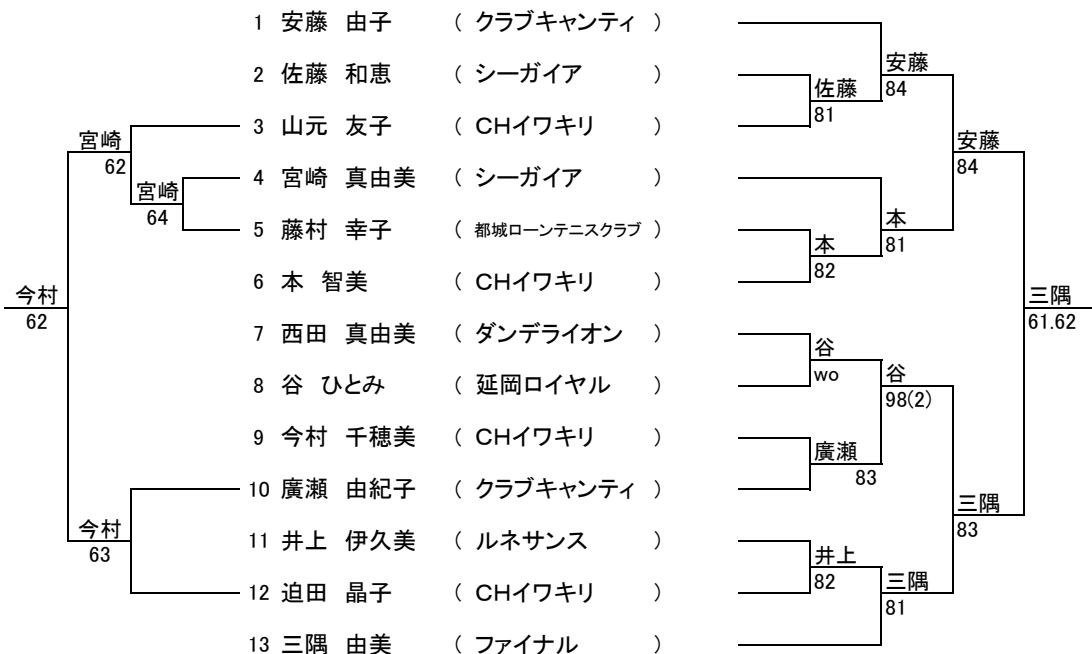 1 安藤 由子 ( クラブキャンティ )
2 佐藤 和恵 ( シーガイア )
3 山元 友子 ( CHイワキリ )
4 宮崎 真由美 ( シーガイア )
5 藤村 幸子 ( 都城ローンテニスクラブ )
6 本 智美 ( CHイワキリ )
7 西田 真由美 ( ダンデライオン )
8 谷 ひとみ ( 延岡ロイヤル )
9 今村 千穂美 ( CHイワキリ )
10 廣瀬 由紀子 ( クラブキャンティ )
11 井上 伊久美 ( ルネサンス )
12 迫田 晶子 ( CHイワキリ )
13 三隅 由美 ( ファイナル )
宮崎
62
宮崎
64
今村
62
今村
63
佐藤
81
安藤
84
安藤
84
本
82
本
81
谷
wo
谷
98(2)
廣瀬
83
三隅
83
井上
82
三隅
81
三隅
61.62